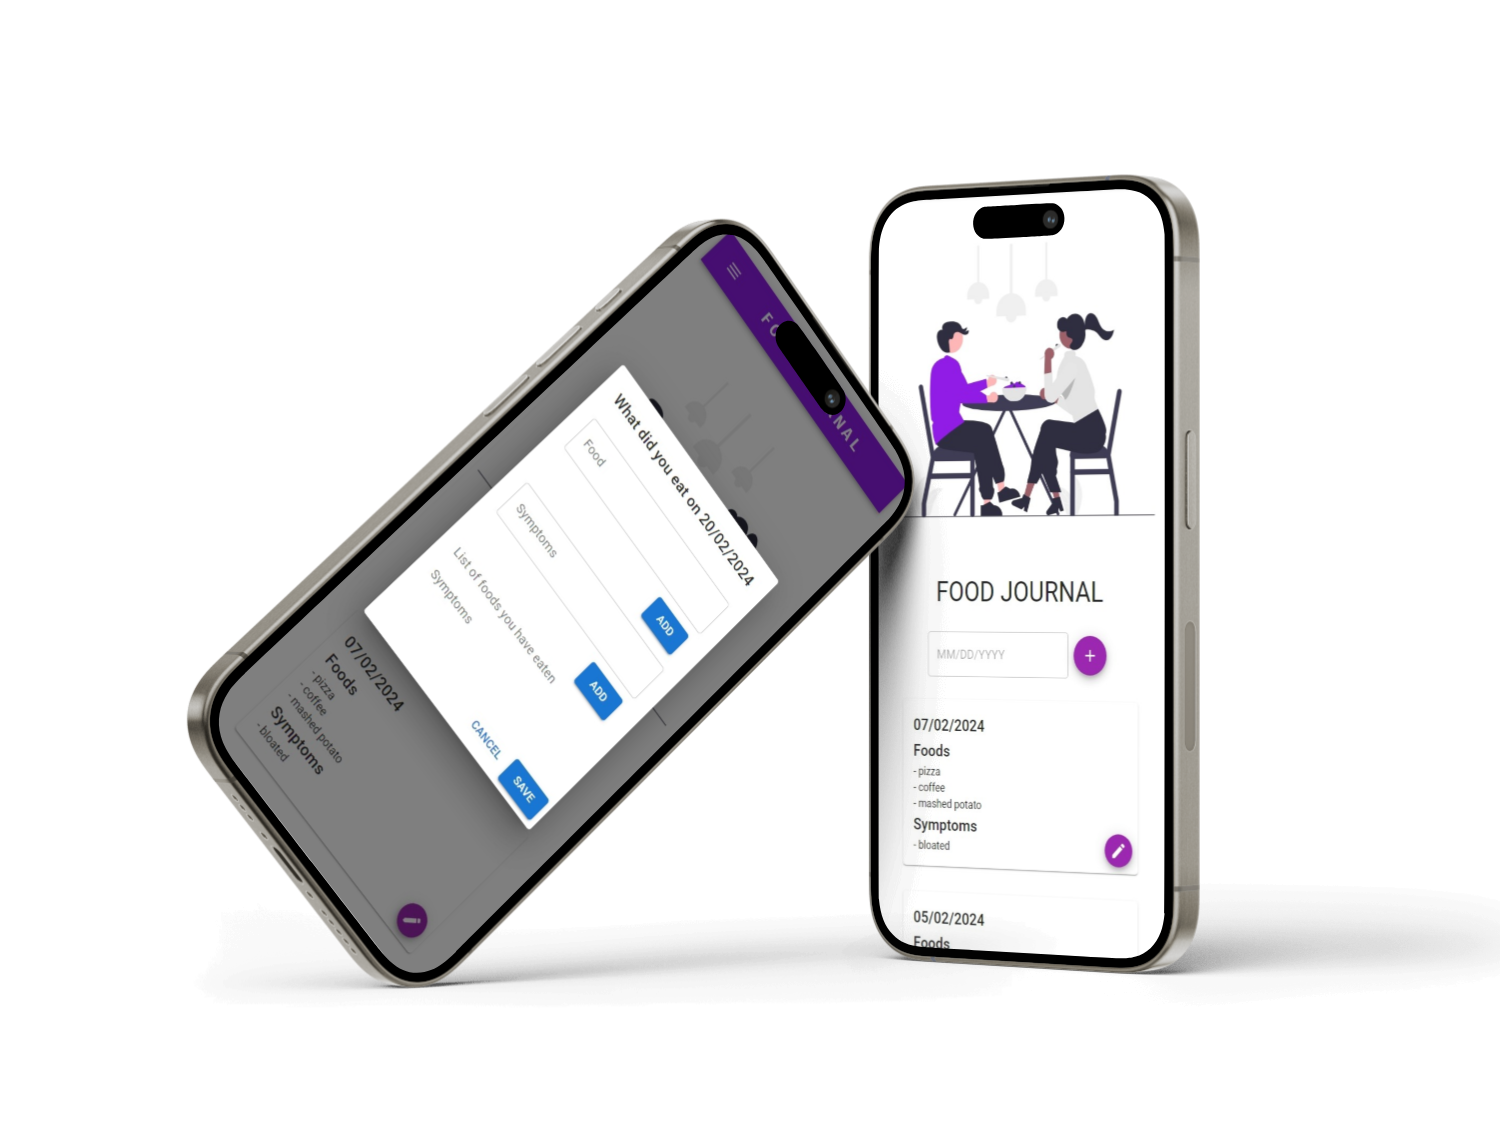 FO NAL
What did you eat on 20/02/2024
Food
ADD
Symptoms
ADD
List of foods you have eaten
Symptoms
CANCEL
SAVE
07/02/2024
Foods
- pizza
- coffee
- mashed potato
Symptoms
- bloated
FOOD JOURNAL
MM/DD/YYYY
+
07/02/2024
Foods
- pizza
- coffee
- mashed potato
Symptoms
- bloated
05/02/2024
Foods